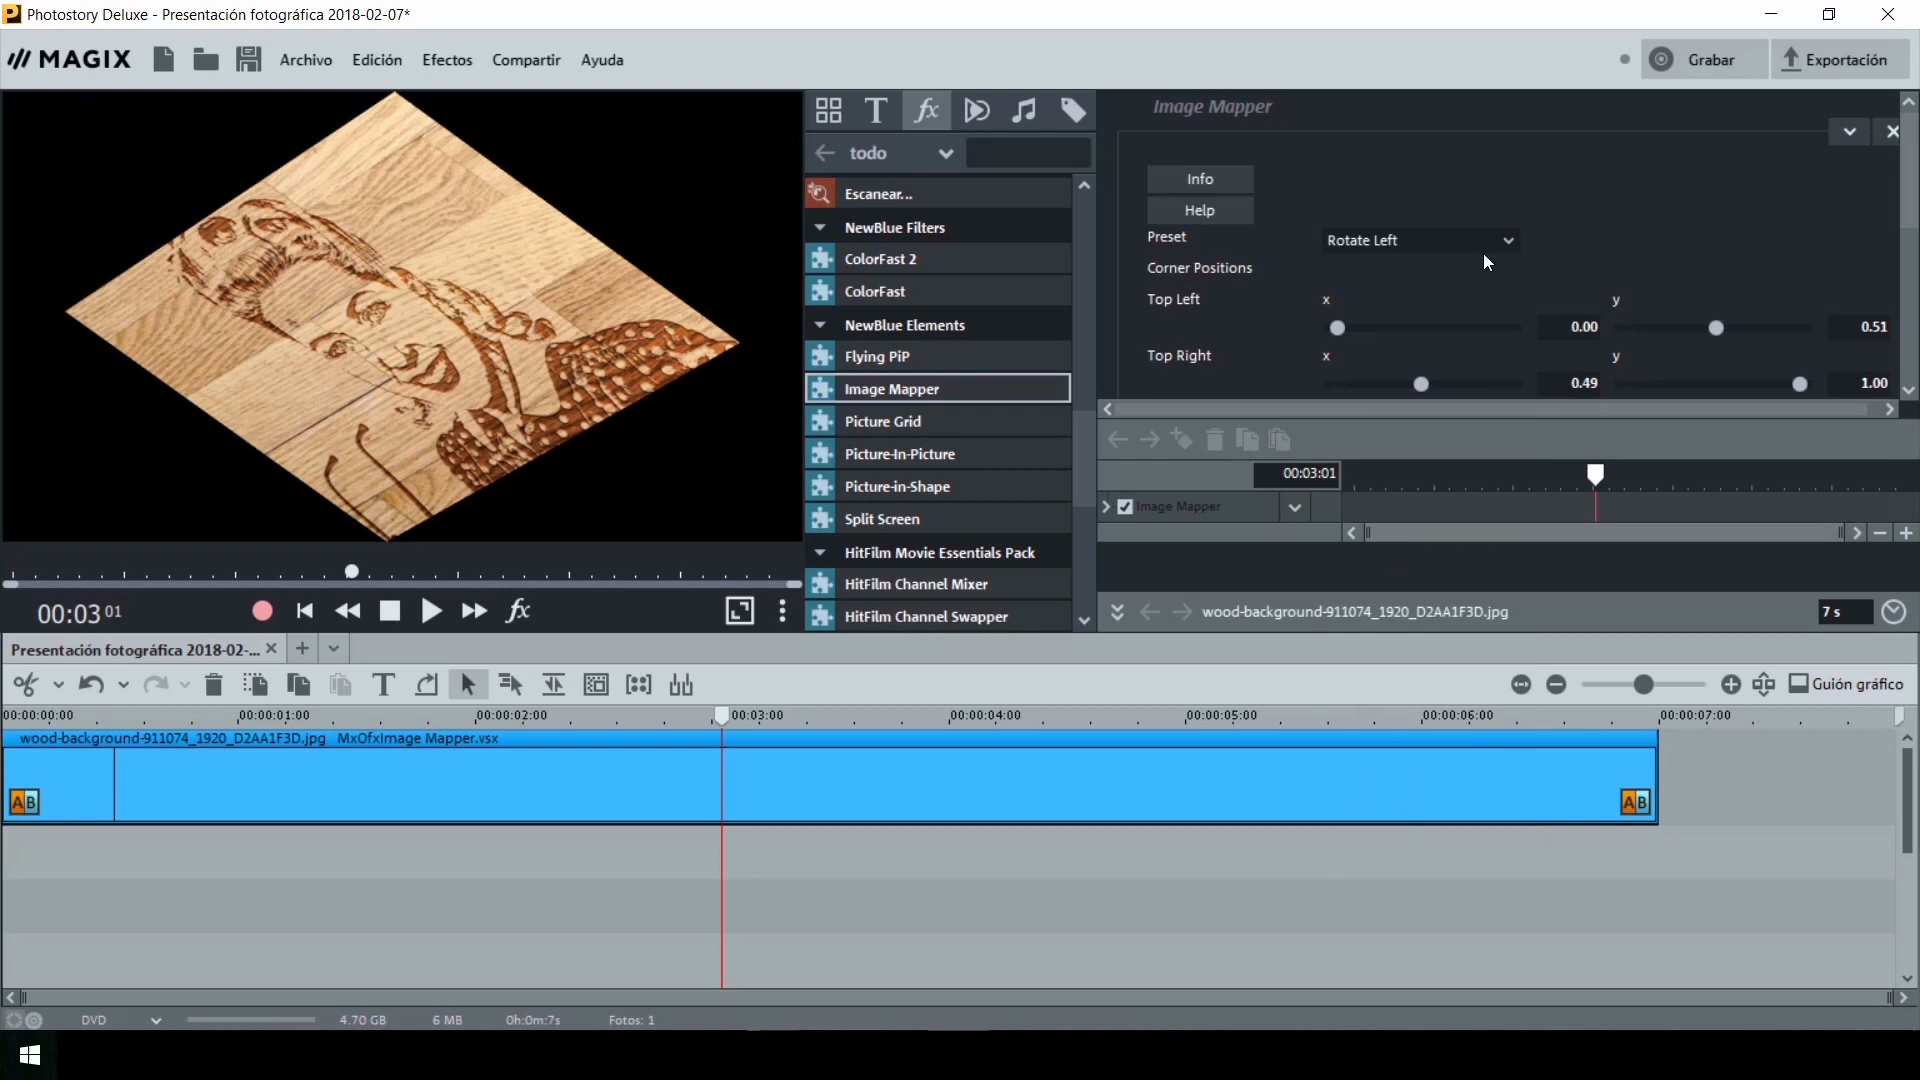 Photostory Deluxe - Presentación fotográfica 2018-02-07*
MAGIX Archivo Edición Efectos Compartir Ayuda Grabar Exportación
todo
Escanear...
NewBlue Filters
ColorFast 2
ColorFast
NewBlue Elements
Flying PiP
Image Mapper
Picture Grid
Picture-In-Picture
Picture-in-Shape
Split Screen
HitFilm Movie Essentials Pack
HitFilm Channel Mixer
HitFilm Channel Swapper
Image Mapper
Info
Help
Preset Rotate Left
Corner Positions
Top Left x y
0.00 0.51
Top Right x y
0.49 1.00
00:03:01
Image Mapper
00:03 01
wood-background-911074_1920_D2AA1F3D.jpg 7 s
Presentación fotográfica 2018-02-...
Guión gráfico
00:00:00:00 00:00:01:00 00:00:02:00 00:00:03:00 00:00:04:00 00:00:05:00 00:00:06:00 00:00:07:00
wood-background-911074_1920_D2AA1F3D.jpg MxOfxImage Mapper.vsx
AB AB
DVD 4.70 GB 6 MB 0h:0m:7s Fotos: 1